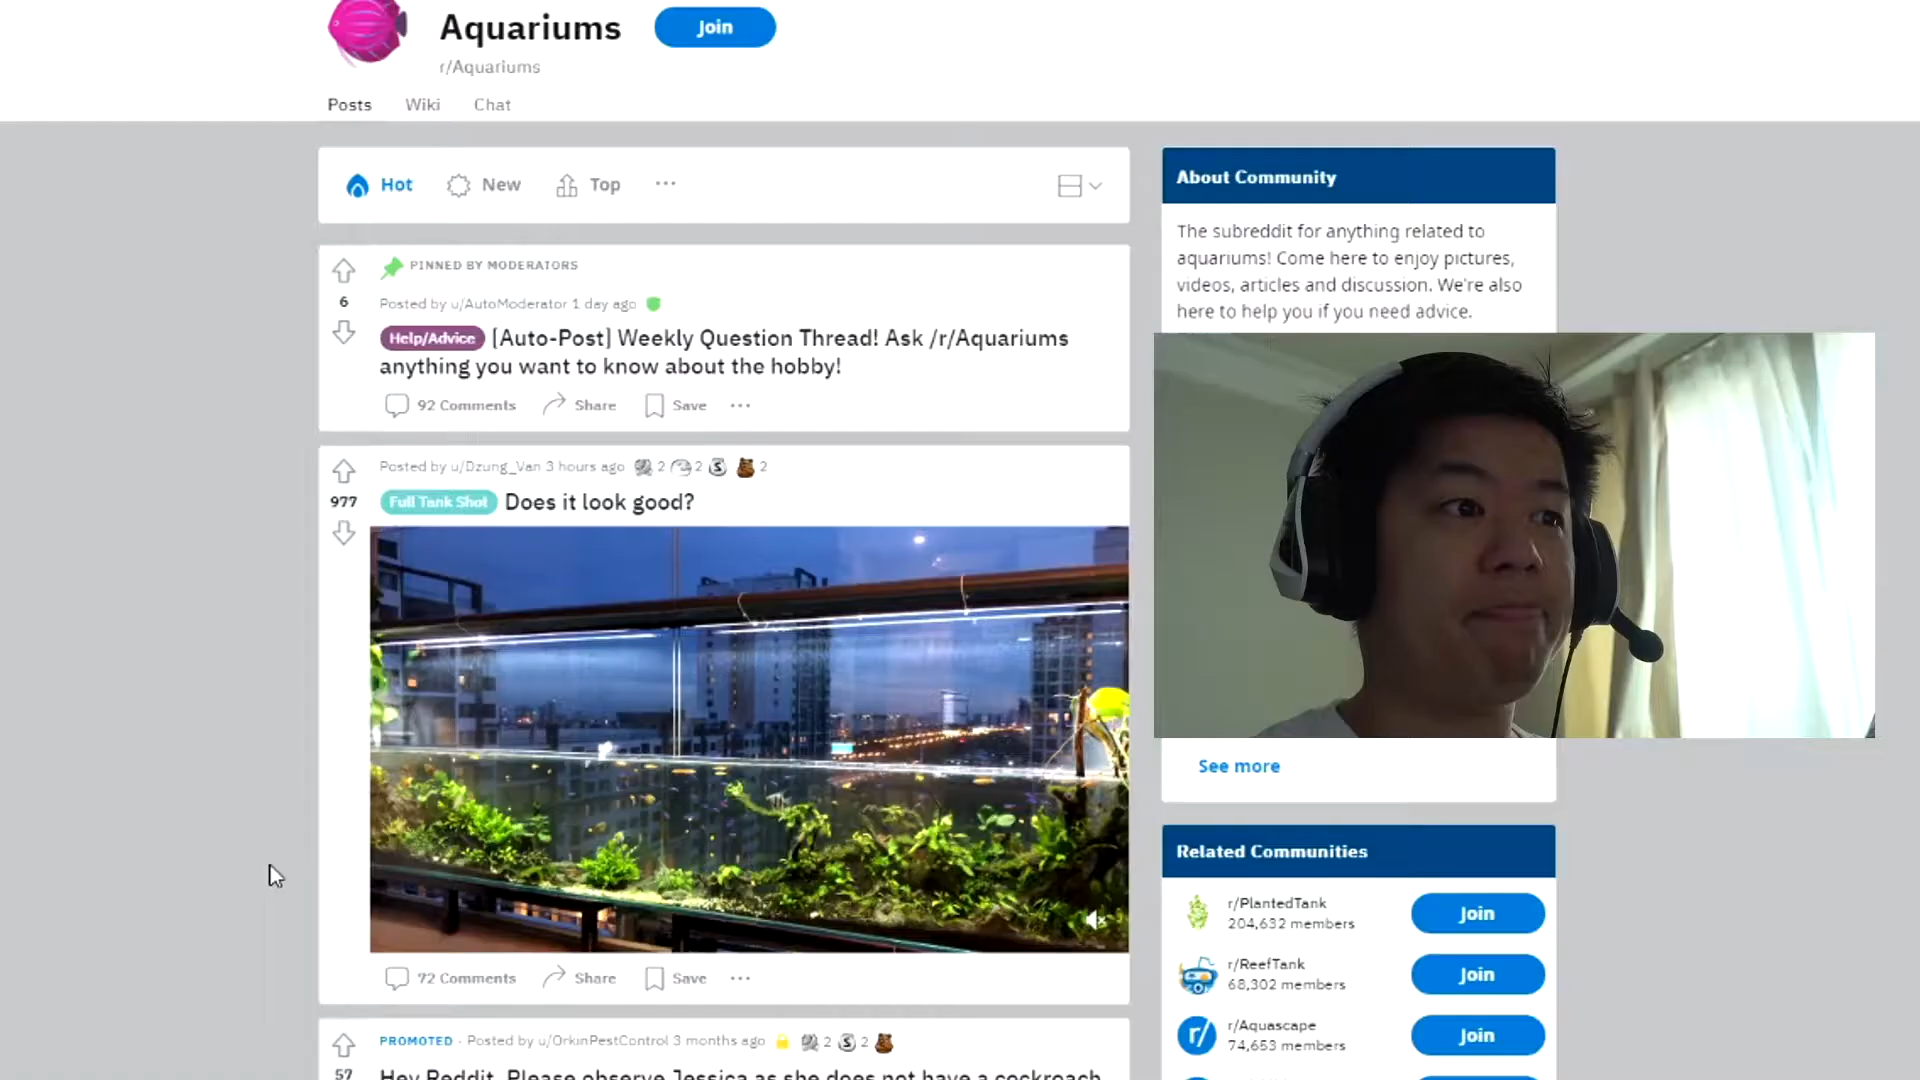 Aquariums
Join
r/Aquariums
Posts
Wiki
Chat
Hot
New
Top
PINNED BY MODERATORS
6
Posted by u/AutoModerator 1 day ago
Help/Advice [Auto-Post] Weekly Question Thread! Ask /r/Aquariums
anything you want to know about the hobby!
92 Comments
Share
Save
Posted by u/Dzung_Van 3 hours ago 2 2 2
977
Full Tank Shot Does it look good?
72 Comments
Share
Save
PROMOTED · Posted by u/OrkinPestControl 3 months ago 2 2
57
Hey Reddit. Please observe Jessica as she does not have a cockroach
About Community
The subreddit for anything related to
aquariums! Come here to enjoy pictures,
videos, articles and discussion. We're also
here to help you if you need advice.
See more
Related Communities
r/PlantedTank
204,632 members
Join
r/ReefTank
68,302 members
Join
r/
r/Aquascape
74,653 members
Join